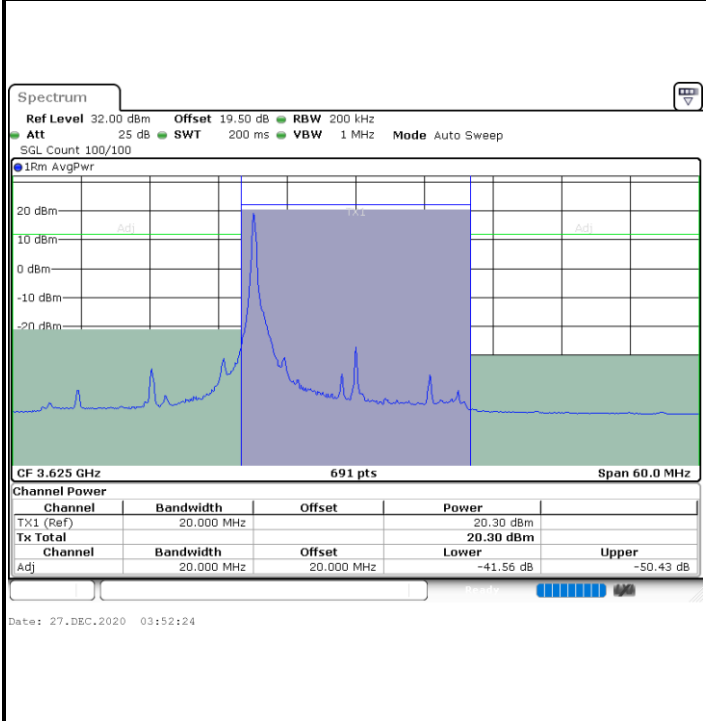 Spectrum
Ref Level 32.00 dBm Offset 19.50 dB RBW 200 kHz
Att 25 dB SWT 200 ms VBW 1 MHz Mode Auto Sweep
SGL Count 100/100
1Rm AvgPwr
TX1
20 dBm
Adj Adj
10 dBm
0 dBm
-10 dBm
-20 dBm
CF 3.625 GHz 691 pts Span 60.0 MHz
Channel Power
Channel Bandwidth Offset Power
TX1 (Ref) 20.000 MHz 20.30 dBm
Tx Total 20.30 dBm
Channel Bandwidth Offset Lower Upper
Adj 20.000 MHz 20.000 MHz -41.56 dB -50.43 dB
Ready
Date: 27.DEC.2020 03:52:24